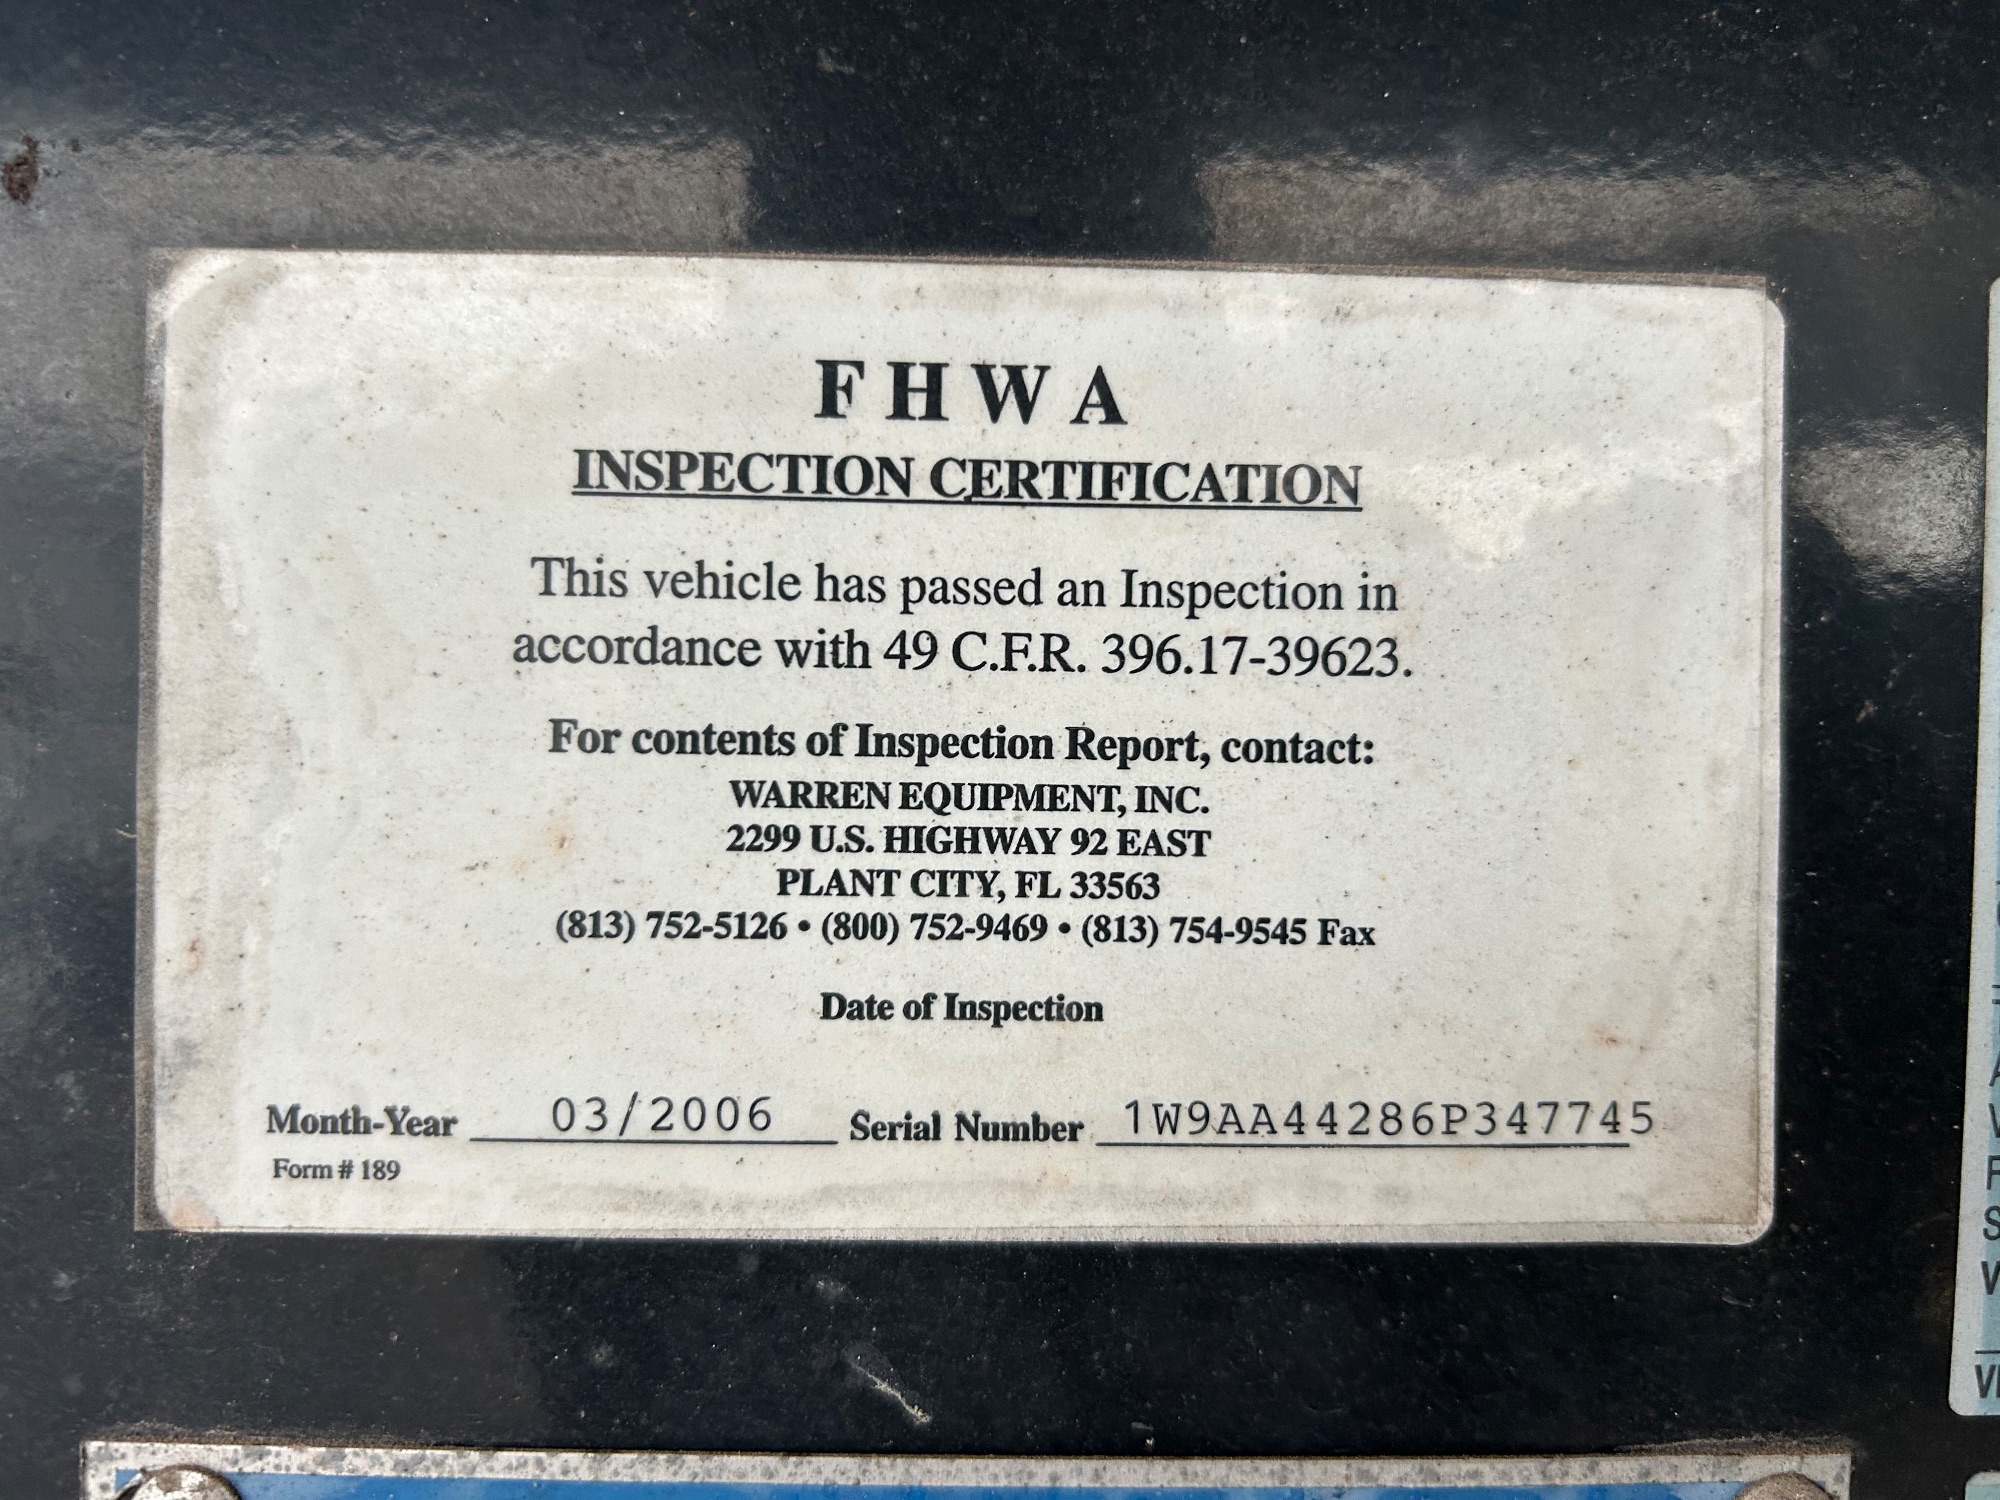 F H W A
INSPECTION CERTIFICATION
This vehicle has passed an Inspection in
accordance with 49 C.F.R. 396.17-39623.
For contents of Inspection Report, contact:
WARREN EQUIPMENT, INC.
2299 U.S. HIGHWAY 92 EAST
PLANT CITY, FL 33563
(813) 752-5126 • (800) 752-9469 • (813) 754-9545 Fax
Date of Inspection
Month-Year 03/2006 Serial Number 1W9AA44286P347745
Form # 189